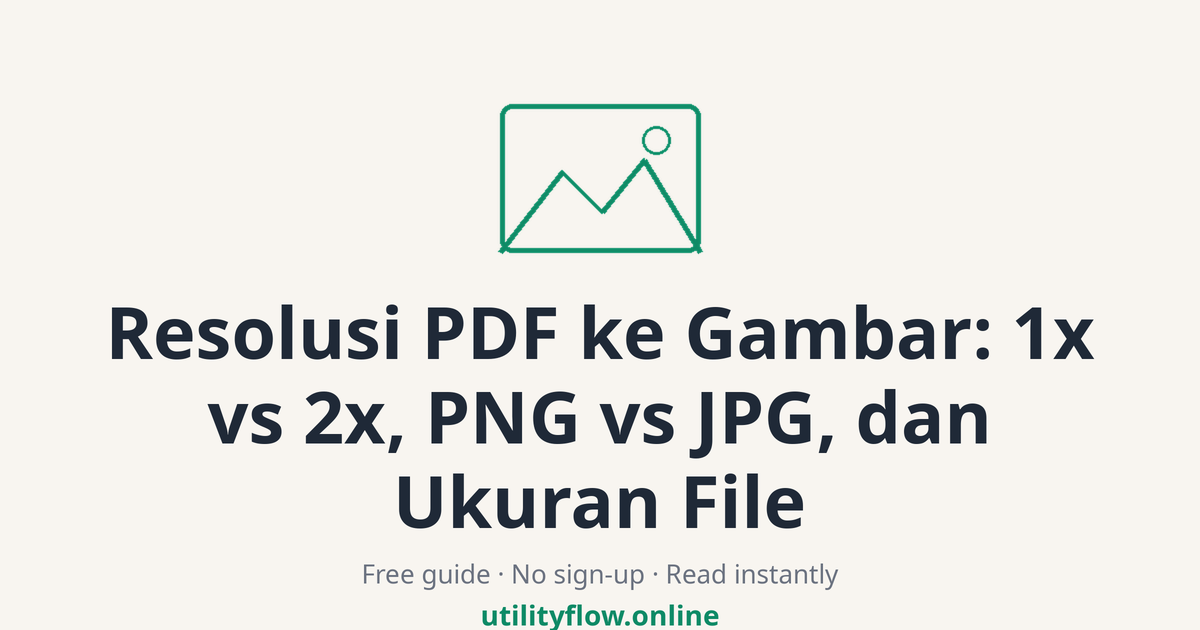 Resolusi PDF ke Gambar: 1x
vs 2x, PNG vs JPG, dan
Ukuran File
Free guide · No sign-up · Read instantly
utilityflow.online